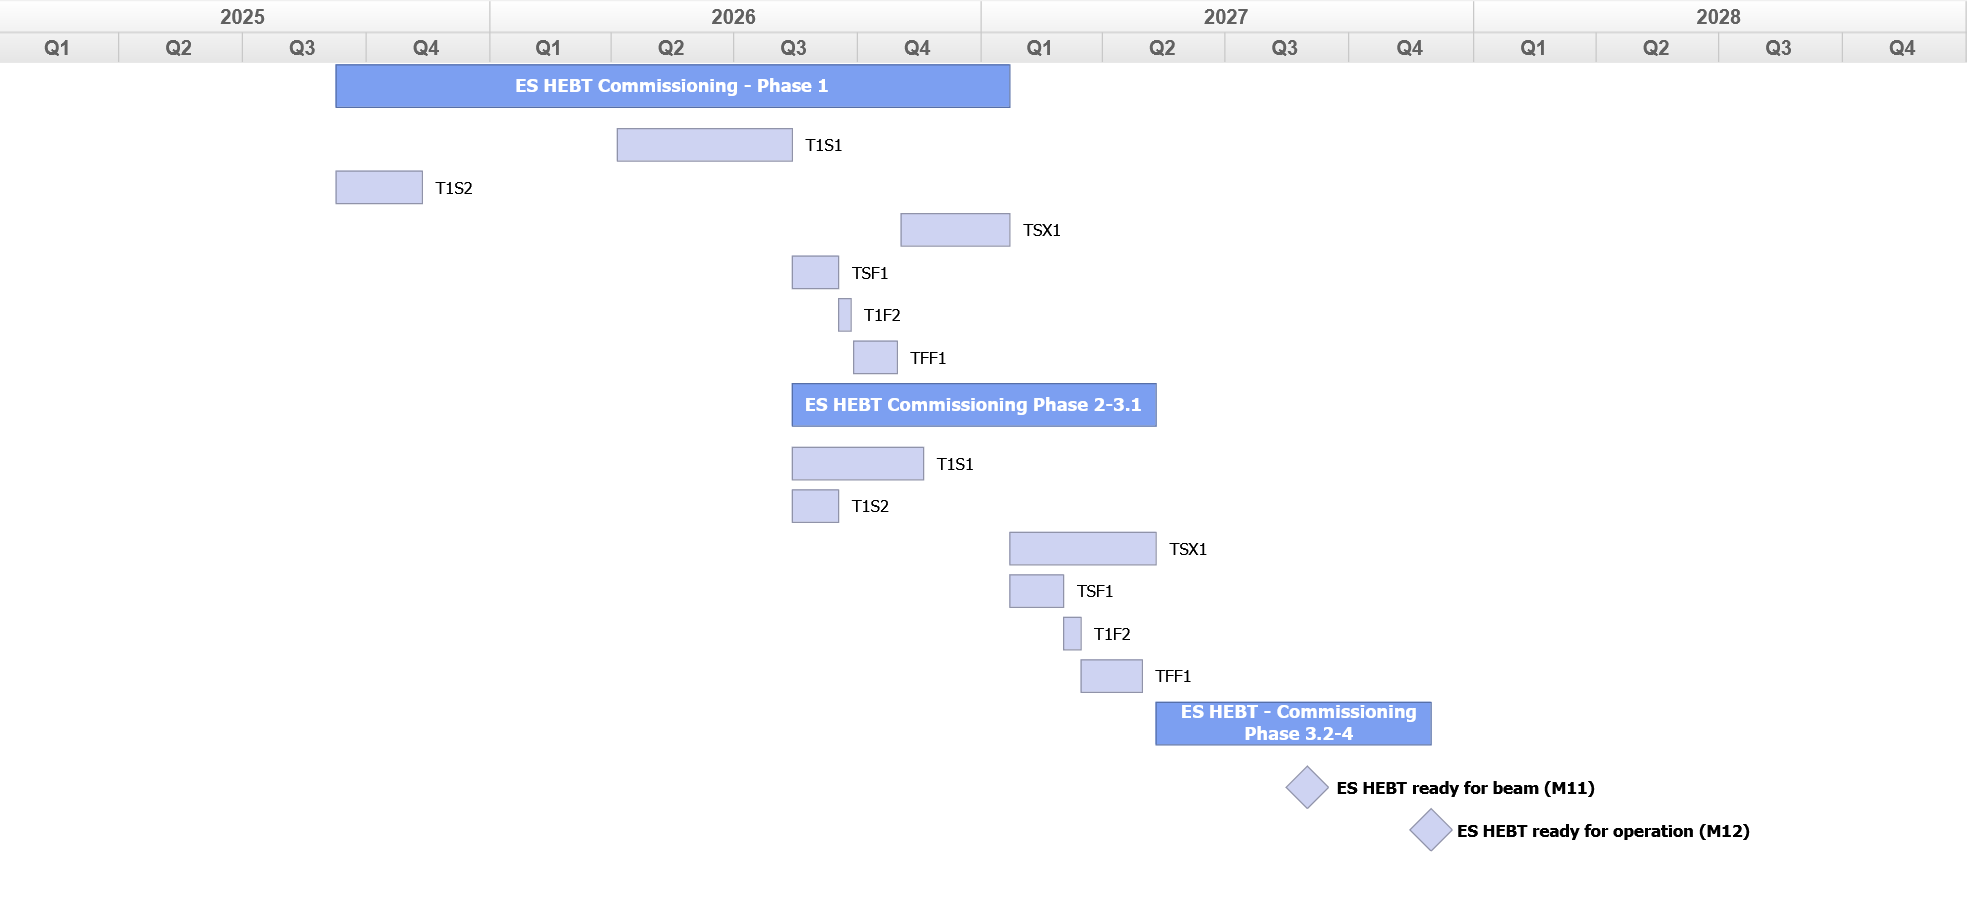 2025 2026 2027 2028
Q1 Q2 Q3 Q4 Q1 Q2 Q3 Q4 Q1 Q2 Q3 Q4 Q1 Q2 Q3 Q4
ES HEBT Commissioning - Phase 1
T1S1
T1S2
TSX1
TSF1
T1F2
TFF1
ES HEBT Commissioning Phase 2-3.1
T1S1
T1S2
TSX1
TSF1
T1F2
TFF1
ES HEBT - Commissioning
Phase 3.2-4
ES HEBT ready for beam (M11)
ES HEBT ready for operation (M12)